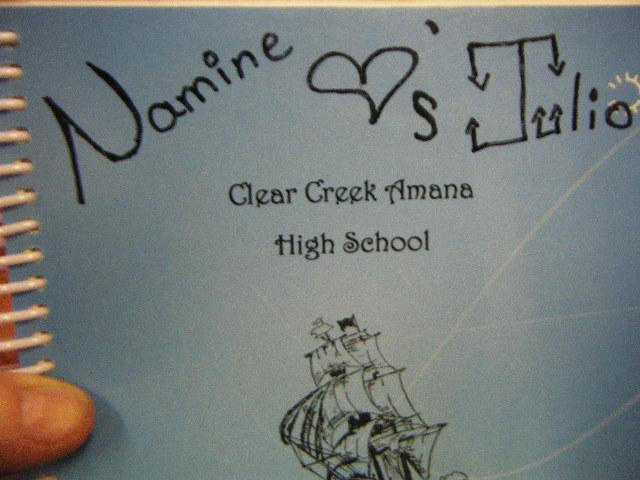 Namine ♥'s Julio
Clear Creek Amana
High School